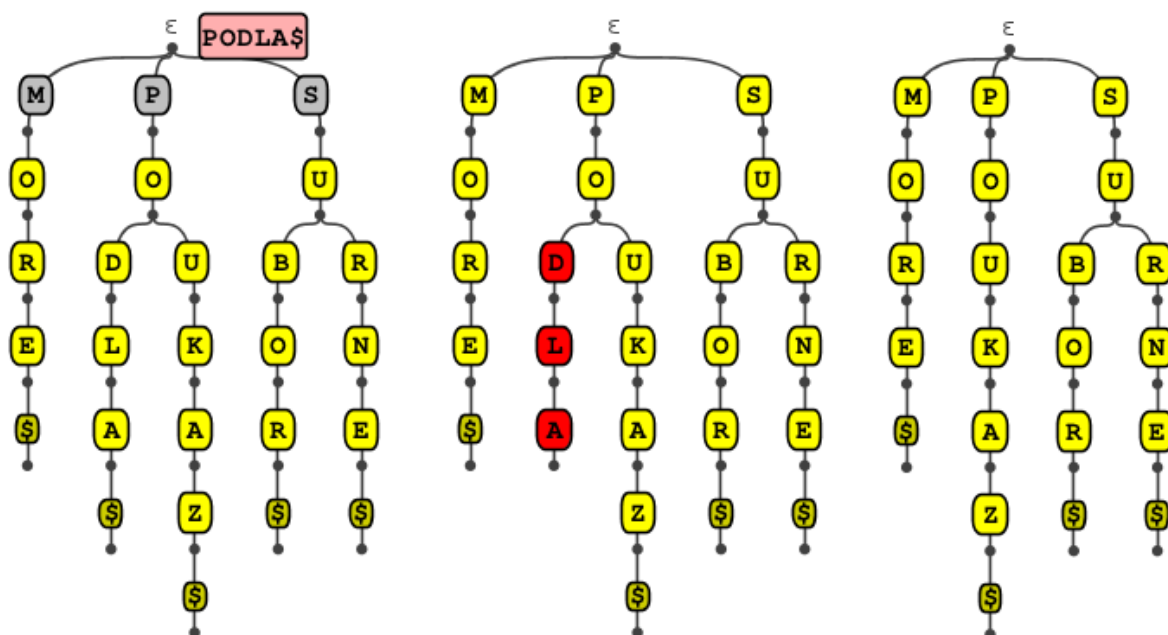 ε PODLA$ ε ε
M P S M P S M P S
O O U O O U O O U
R D U B R R D U B R R U B R
E L K O N E L K O N E K O N
$ A A R E $ A A R E $ A R E
$ Z $ $ Z $ $ Z $ $
$ $ $